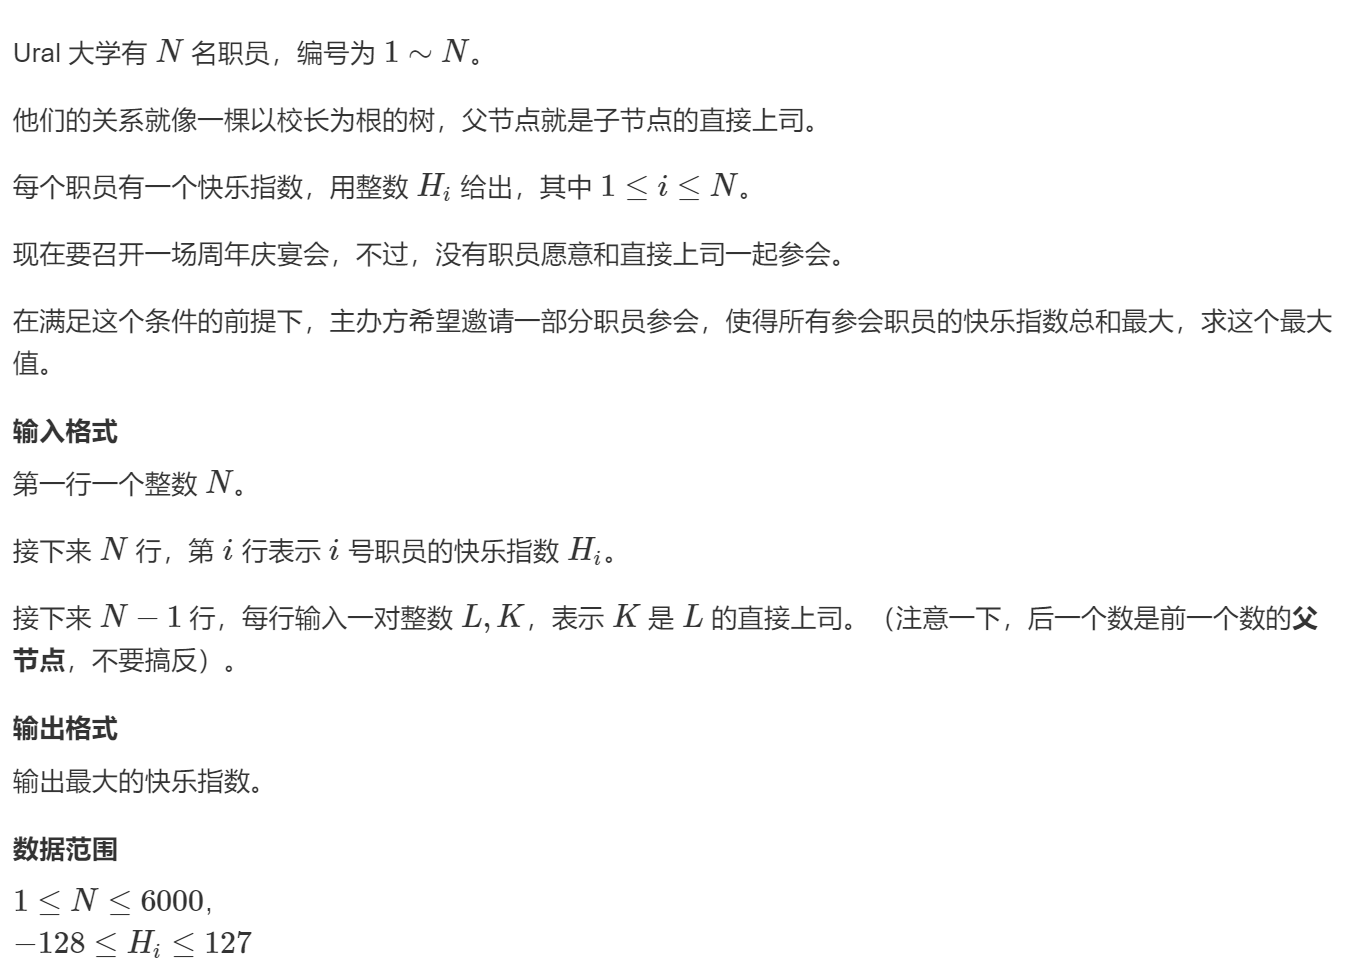 Ural 大学有 N 名职员，编号为 1 ∼ N。
他们的关系就像一棵以校长为根的树，父节点就是子节点的直接上司。
每个职员有一个快乐指数，用整数 H_i 给出，其中 1 ≤ i ≤ N。
现在要召开一场周年庆宴会，不过，没有职员愿意和直接上司一起参会。
在满足这个条件的前提下，主办方希望邀请一部分职员参会，使得所有参会职员的快乐指数总和最大，求这个最大
值。
输入格式
第一行一个整数 N。
接下来 N 行，第 i 行表示 i 号职员的快乐指数 H_i。
接下来 N − 1 行，每行输入一对整数 L, K，表示 K 是 L 的直接上司。（注意一下，后一个数是前一个数的父
节点，不要搞反）。
输出格式
输出最大的快乐指数。
数据范围
1 ≤ N ≤ 6000,
−128 ≤ H_i ≤ 127